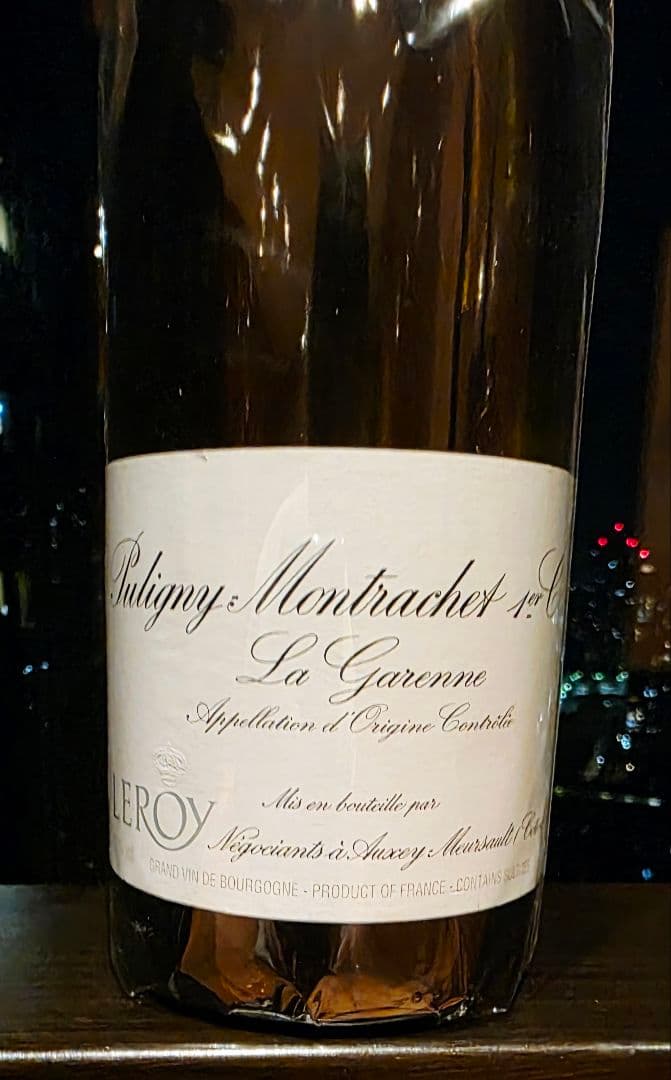 Puligny-Montrachet 1er C
La Garenne
Appellation d'Origine Contrôlée
LEROY
Mis en bouteille par
Négociants à Auxey-Meursault
GRAND VIN DE BOURGOGNE - PRODUCT OF FRANCE - CONTAINS SULFITES